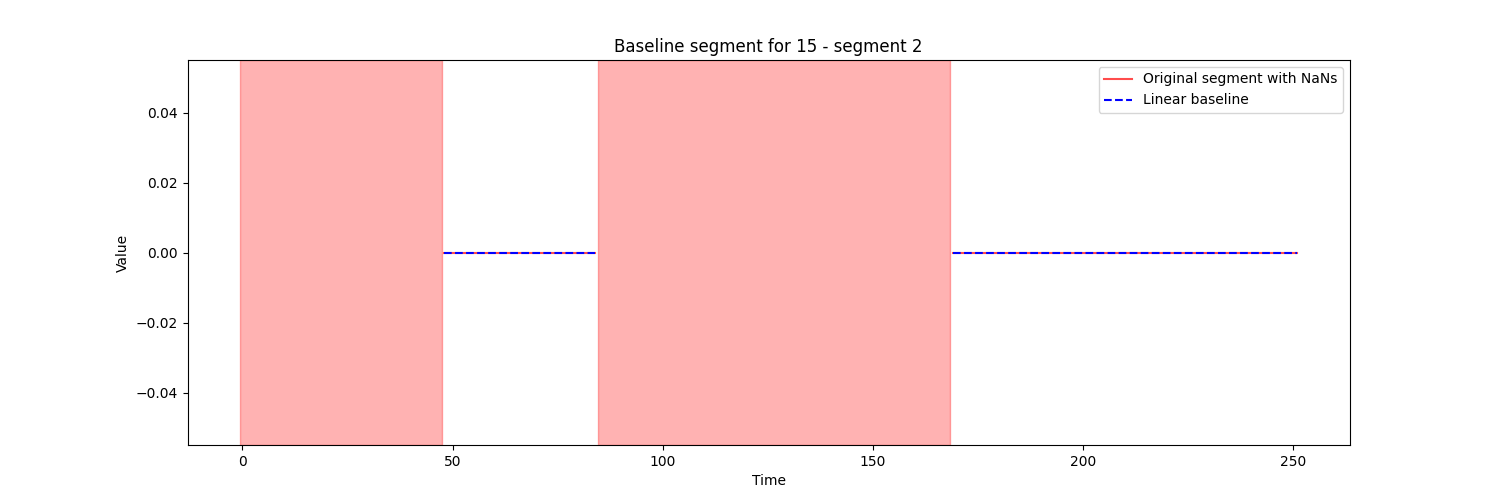 Baseline segment for 15 - segment 2
Original segment with NaNs
Linear baseline
Value
0.04
0.02
0.00
−0.02
−0.04
0 50 100 150 200 250
Time